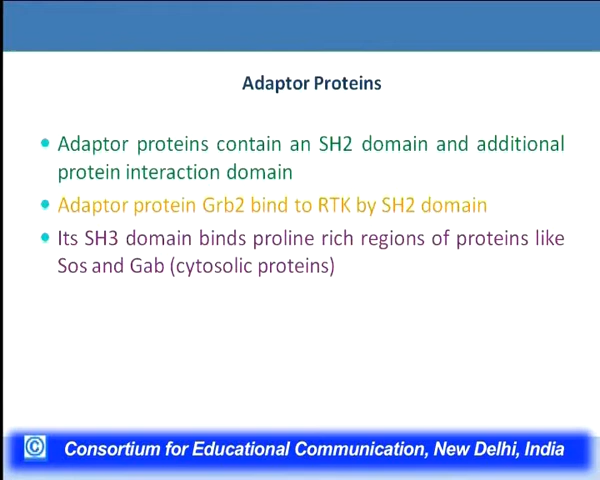 Adaptor Proteins
Adaptor proteins contain an SH2 domain and additional
protein interaction domain
Adaptor protein Grb2 bind to RTK by SH2 domain
Its SH3 domain binds proline rich regions of proteins like
Sos and Gab (cytosolic proteins)
© Consortium for Educational Communication, New Delhi, India